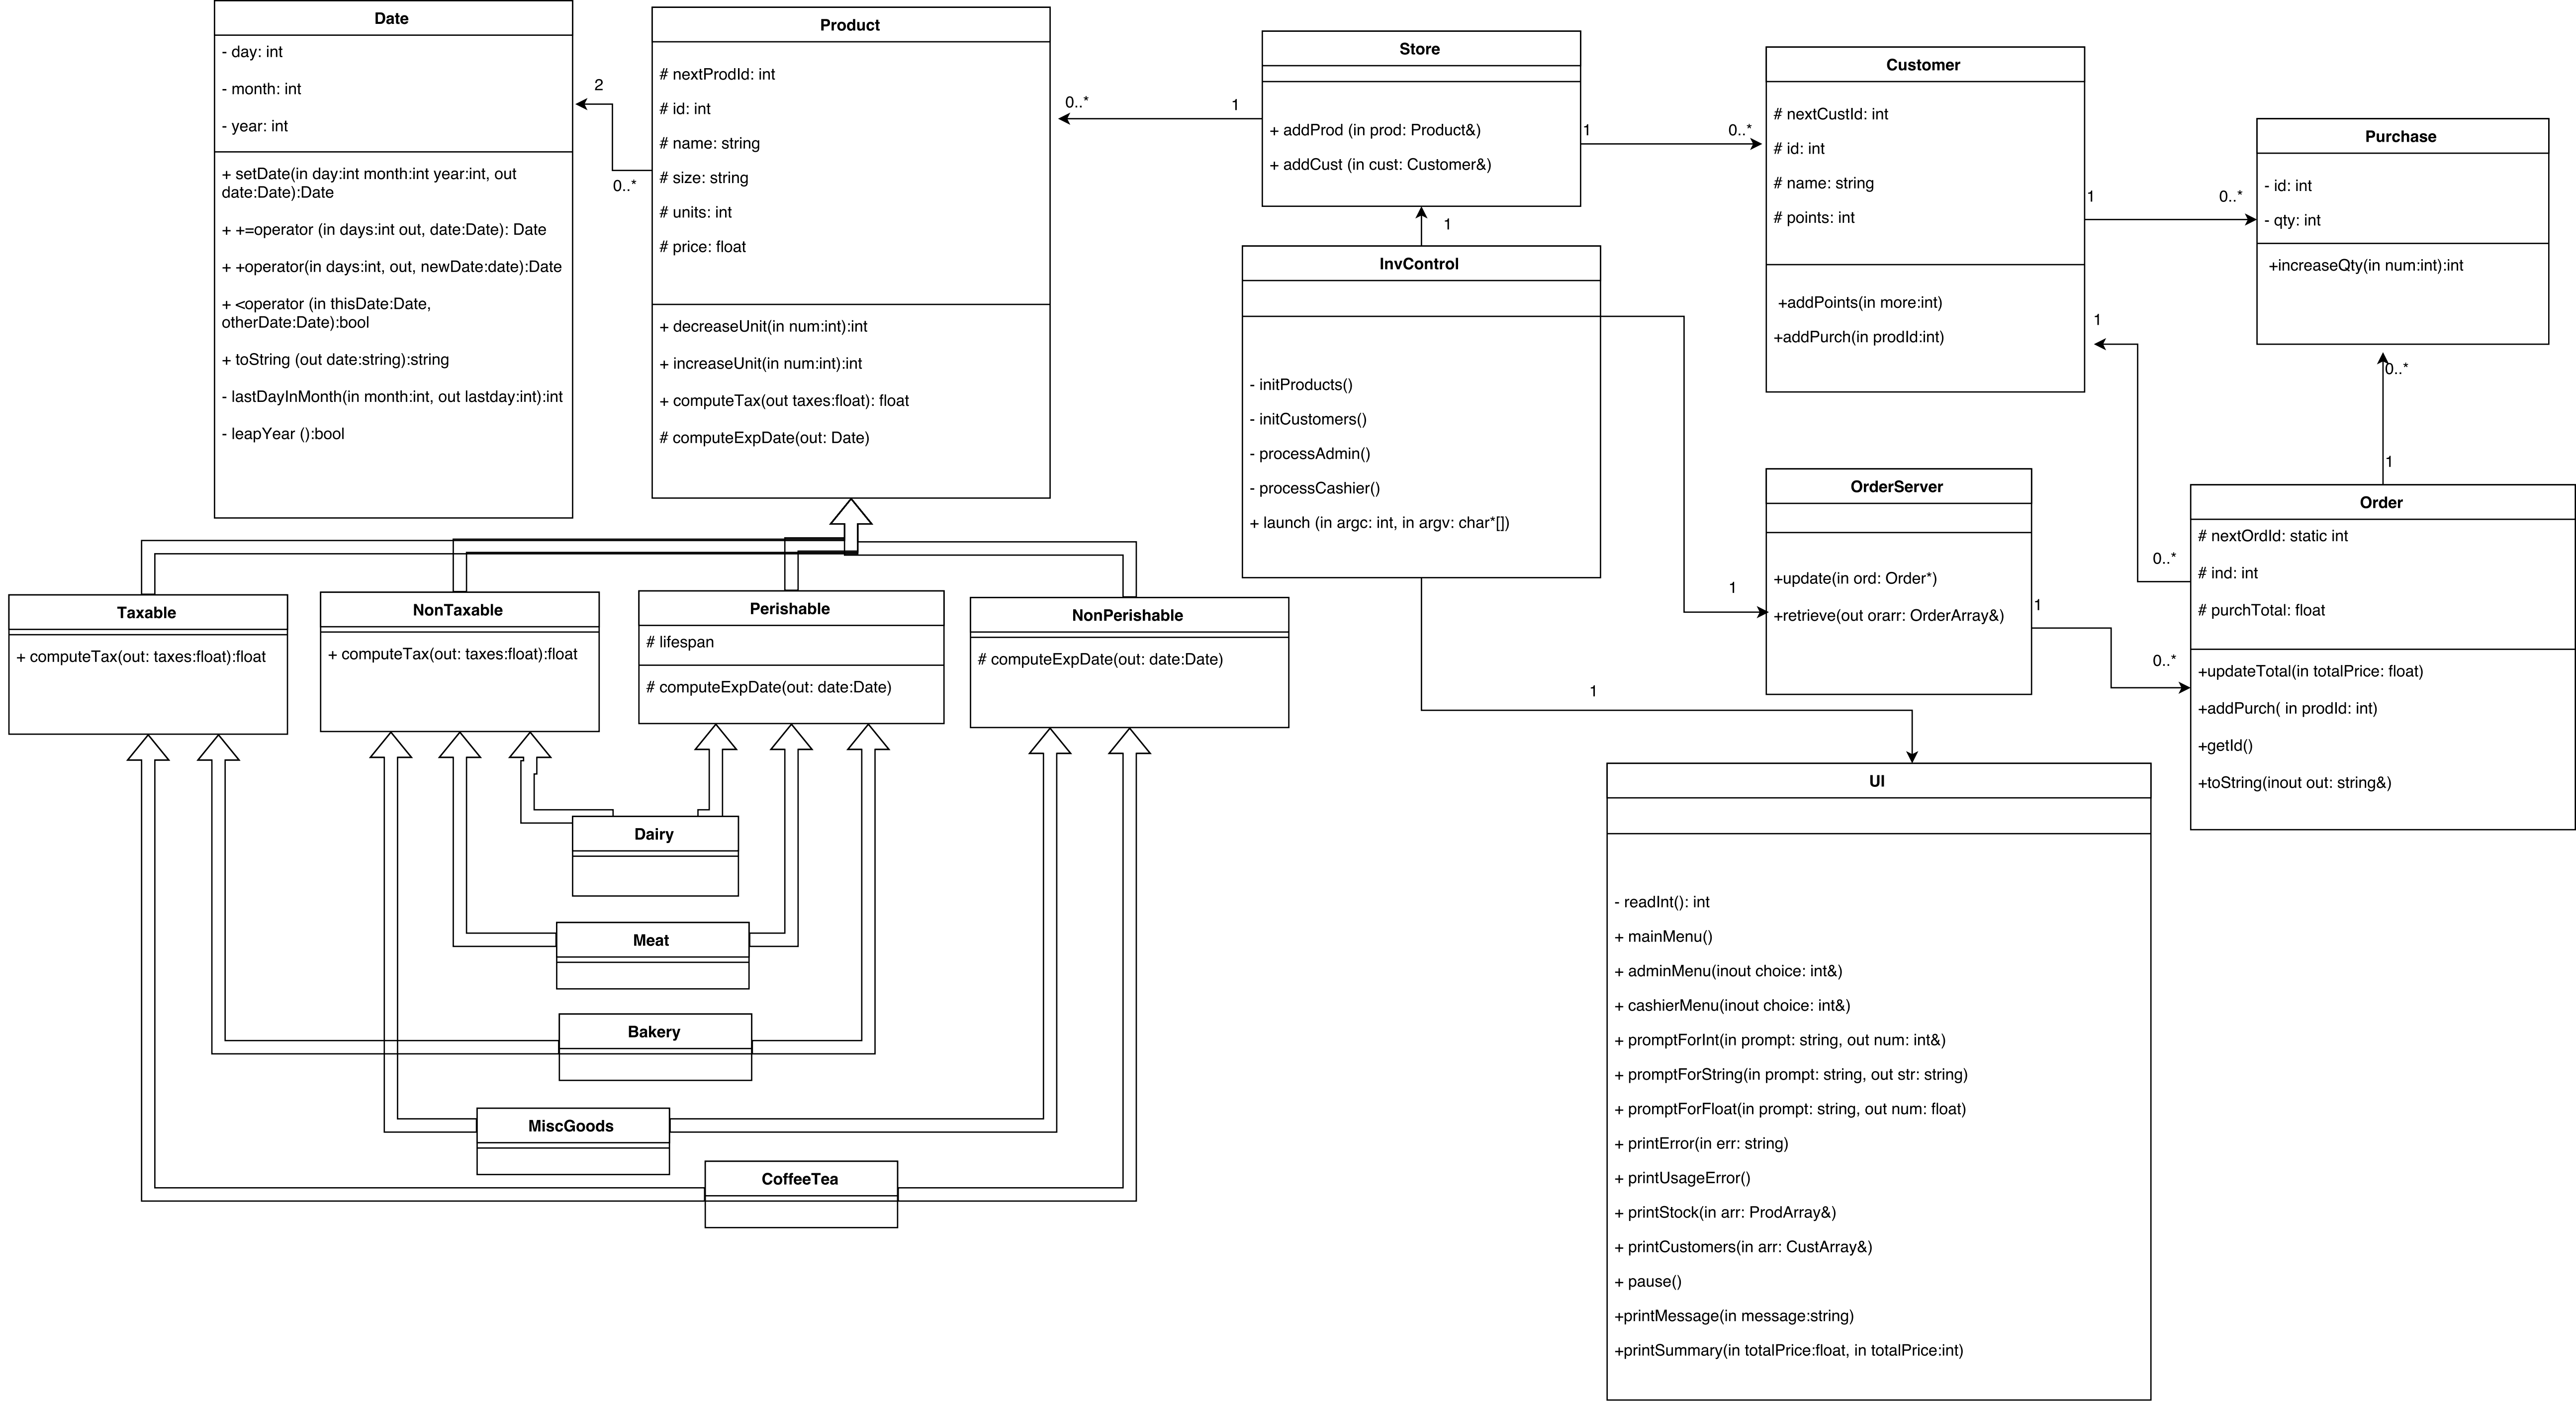 Date
- day: int
- month: int
- year: int
+ setDate(in day:int month:int year:int, out
date:Date):Date
+ +=operator (in days:int out, date:Date): Date
+ +operator(in days:int, out, newDate:date):Date
+ <operator (in thisDate:Date,
otherDate:Date):bool
+ toString (out date:string):string
- lastDayInMonth(in month:int, out lastday:int):int
- leapYear ():bool
2
0..*
Product
# nextProdId: int
# id: int
# name: string
# size: string
# units: int
# price: float
+ decreaseUnit(in num:int):int
+ increaseUnit(in num:int):int
+ computeTax(out taxes:float): float
# computeExpDate(out: Date)
0..*
1
Store
+ addProd (in prod: Product&)
+ addCust (in cust: Customer&)
1
0..*
1
Customer
# nextCustId: int
# id: int
# name: string
# points: int
+addPoints(in more:int)
+addPurch(in prodId:int)
1
0..*
Purchase
- id: int
- qty: int
+increaseQty(in num:int):int
1
0..*
1
0..*
InvControl
- initProducts()
- initCustomers()
- processAdmin()
- processCashier()
+ launch (in argc: int, in argv: char*[])
1
1
OrderServer
+update(in ord: Order*)
+retrieve(out orarr: OrderArray&)
1
0..*
Order
# nextOrdId: static int
# ind: int
# purchTotal: float
+updateTotal(in totalPrice: float)
+addPurch( in prodId: int)
+getId()
+toString(inout out: string&)
Taxable
+ computeTax(out: taxes:float):float
NonTaxable
+ computeTax(out: taxes:float):float
Perishable
# lifespan
# computeExpDate(out: date:Date)
NonPerishable
# computeExpDate(out: date:Date)
Dairy
Meat
Bakery
MiscGoods
CoffeeTea
UI
- readInt(): int
+ mainMenu()
+ adminMenu(inout choice: int&)
+ cashierMenu(inout choice: int&)
+ promptForInt(in prompt: string, out num: int&)
+ promptForString(in prompt: string, out str: string)
+ promptForFloat(in prompt: string, out num: float)
+ printError(in err: string)
+ printUsageError()
+ printStock(in arr: ProdArray&)
+ printCustomers(in arr: CustArray&)
+ pause()
+printMessage(in message:string)
+printSummary(in totalPrice:float, in totalPrice:int)